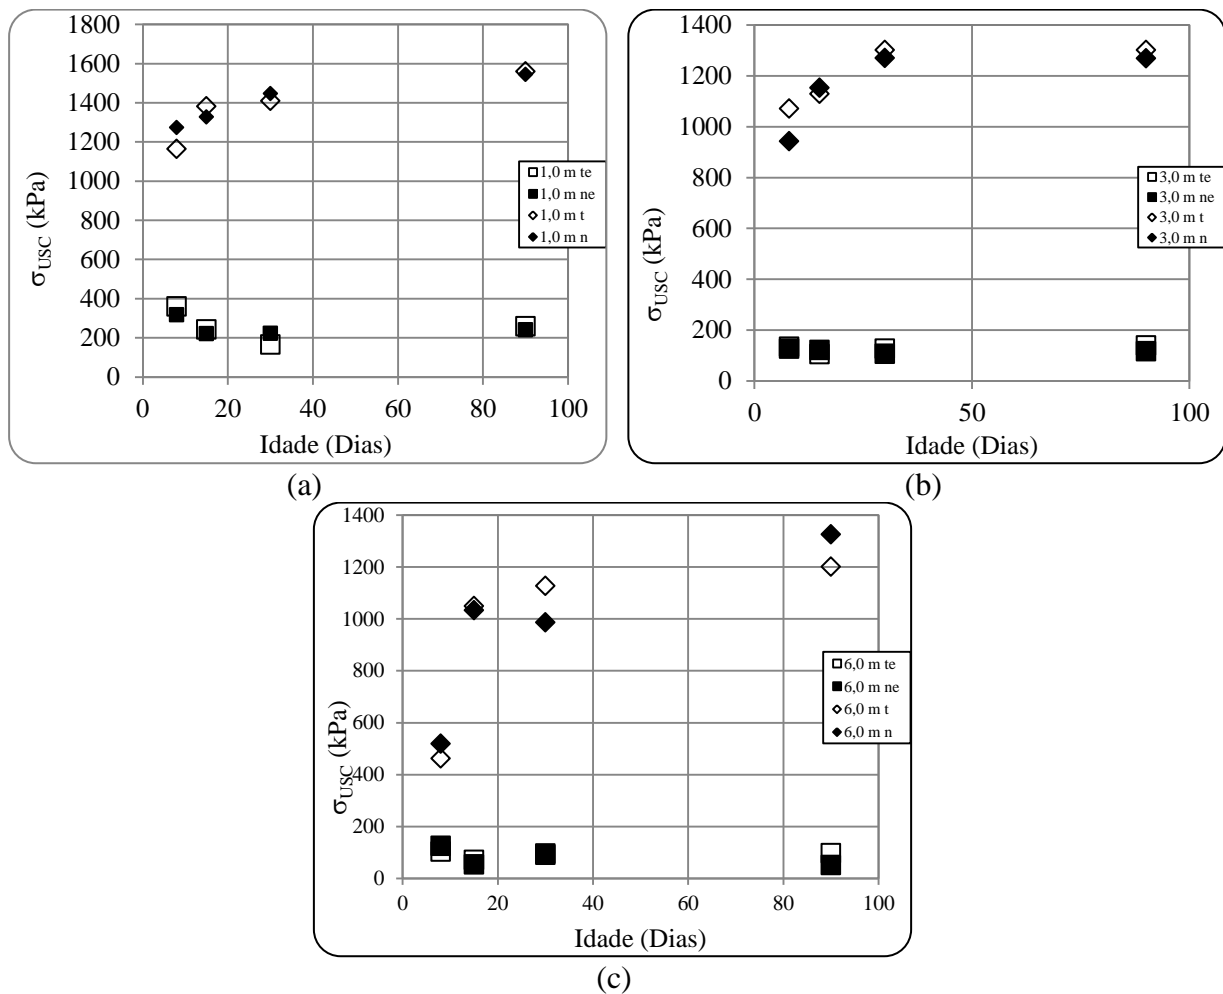 1800
1600
1400
1200
1000
800
600
400
200
0
0 20 40 60 80 100
σUSC (kPa)
Idade (Dias)
1,0 m te
1,0 m ne
1,0 m t
1,0 m n
(a)
1400
1200
1000
800
600
400
200
0
0 50 100
σUSC (kPa)
Idade (Dias)
3,0 m te
3,0 m ne
3,0 m t
3,0 m n
(b)
1400
1200
1000
800
600
400
200
0
0 20 40 60 80 100
σUSC (kPa)
Idade (Dias)
6,0 m te
6,0 m ne
6,0 m t
6,0 m n
(c)